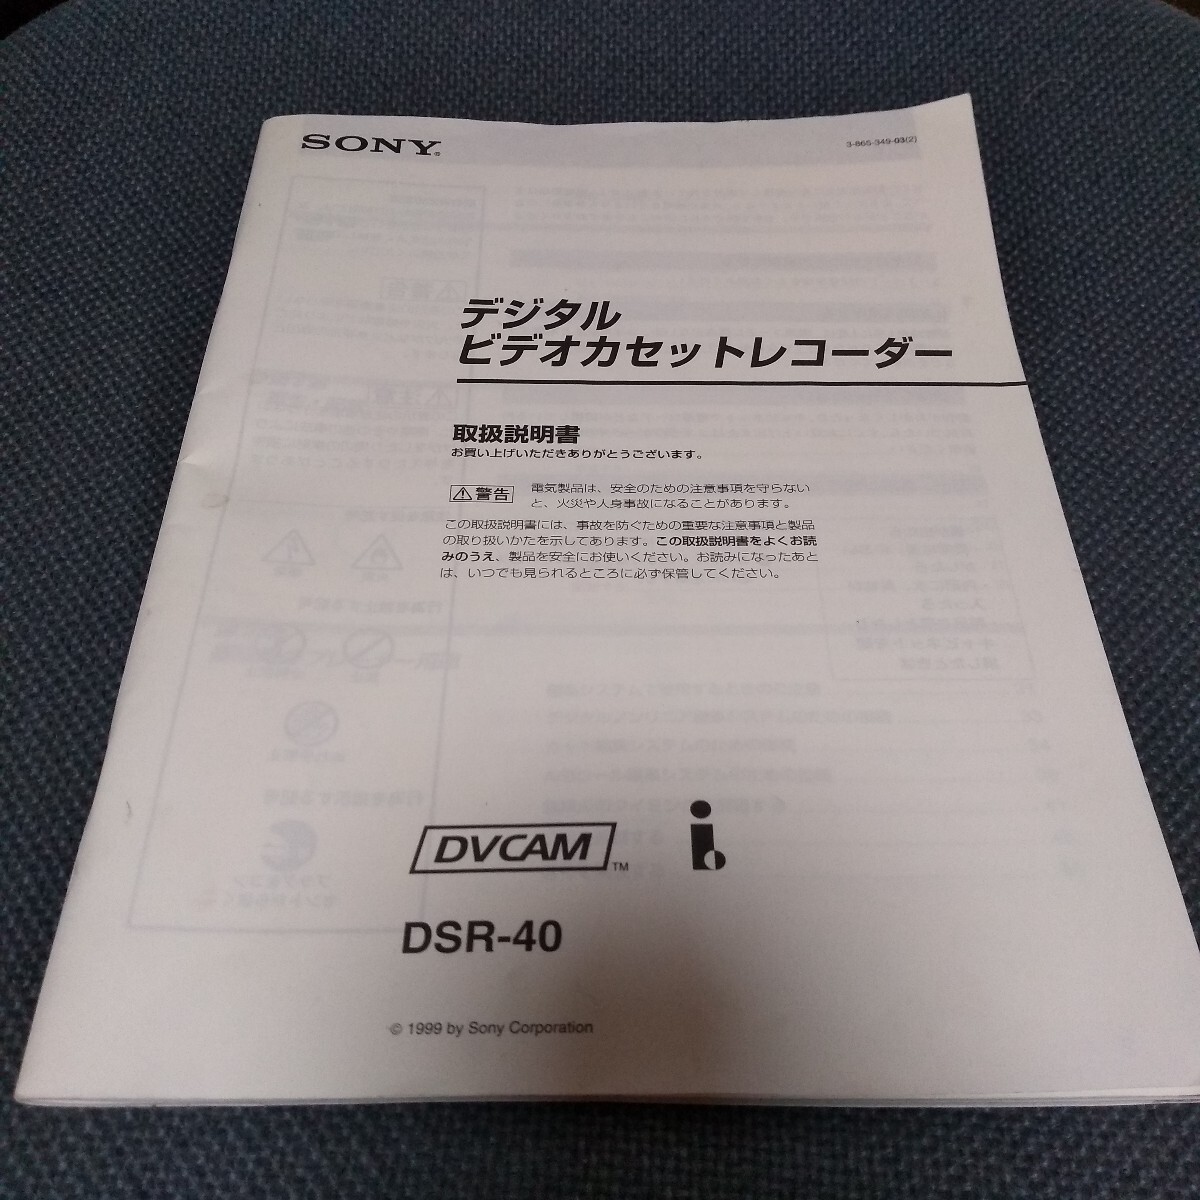 SONY®
3-865-349-03(2)
デジタル
ビデオカセットレコーダー
取扱説明書
お買い上げいただきありがとうございます。
⚠警告
電気製品は、安全のための注意事項を守らない
と、火災や人身事故になることがあります。
この取扱説明書には、事故を防ぐための重要な注意事項と製品
の取り扱いかたを示してあります。この取扱説明書をよくお読
みのうえ、製品を安全にお使いください。お読みになったあと
は、いつでも見られるところに必ず保管してください。
DVCAM™
DSR-40
© 1999 by Sony Corporation